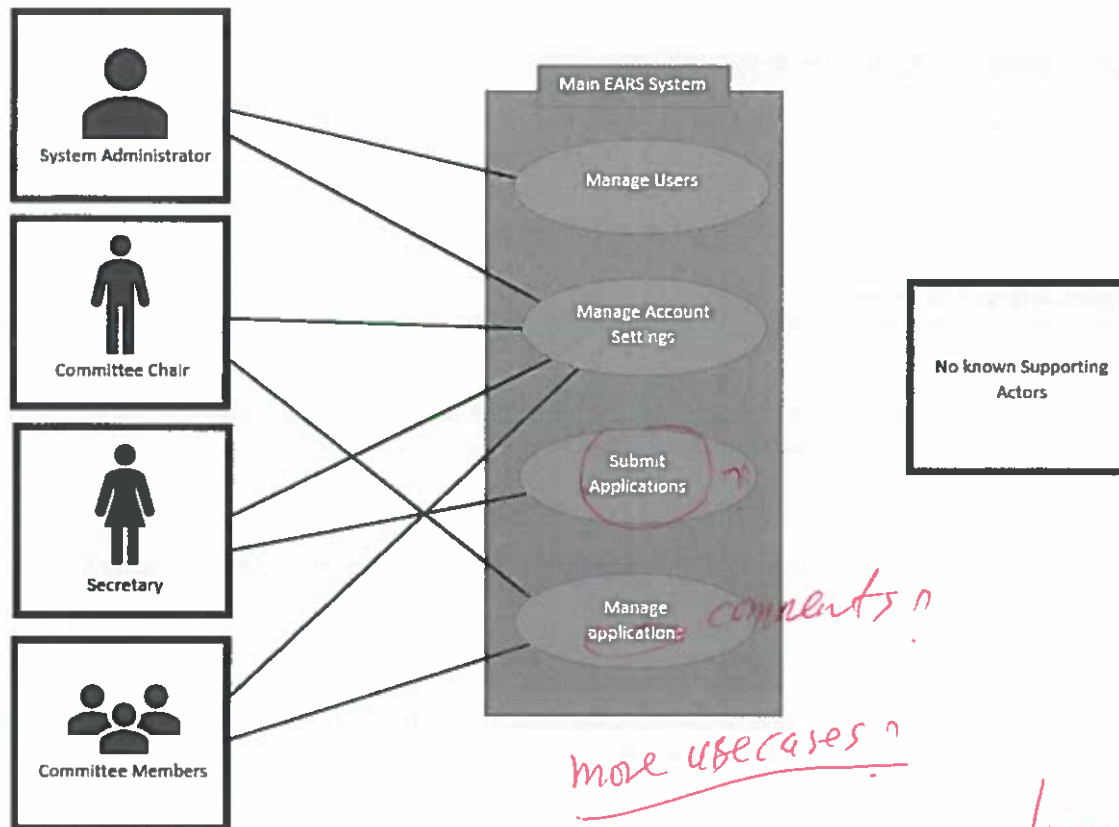 Main EARS System
System Administrator
Manage Users
Committee Chair
Manage Account
Settings
No known Supporting
Actors
Secretary
Submit
Applications
Committee Members
Manage
applications
comments?
more usecases?